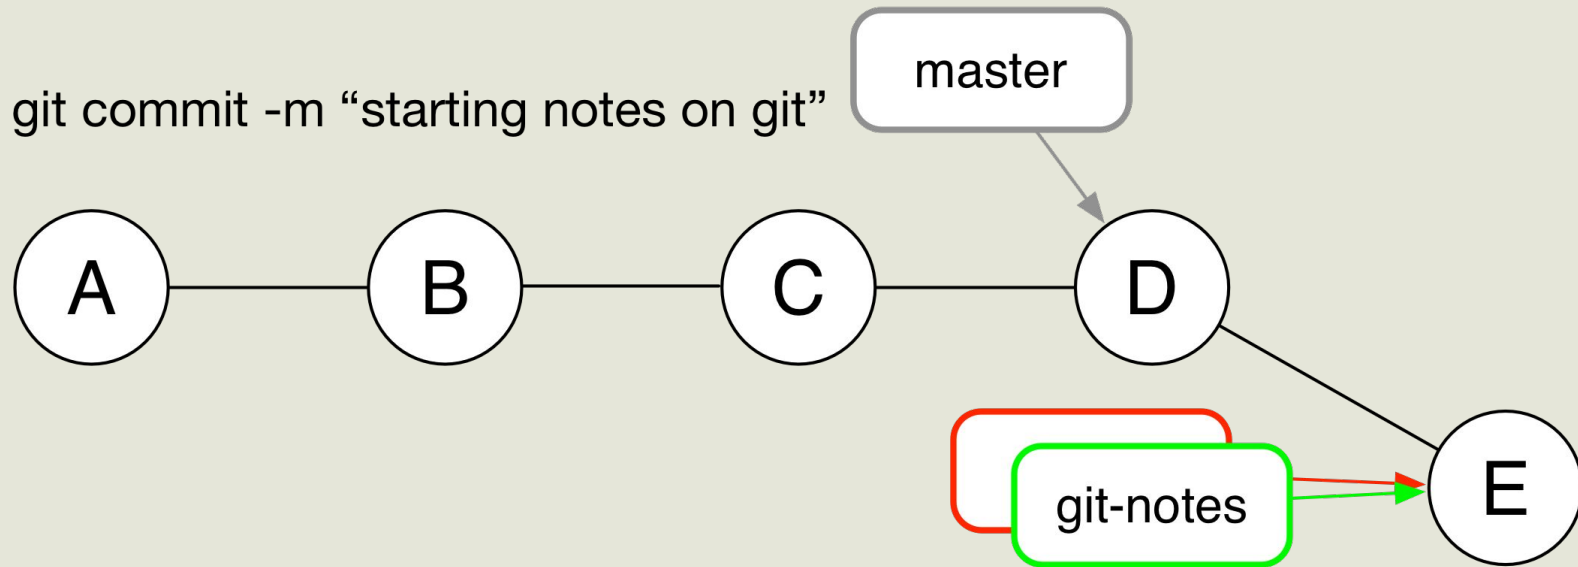 master
git commit -m “starting notes on git”
A
B
C
D
git-notes
E